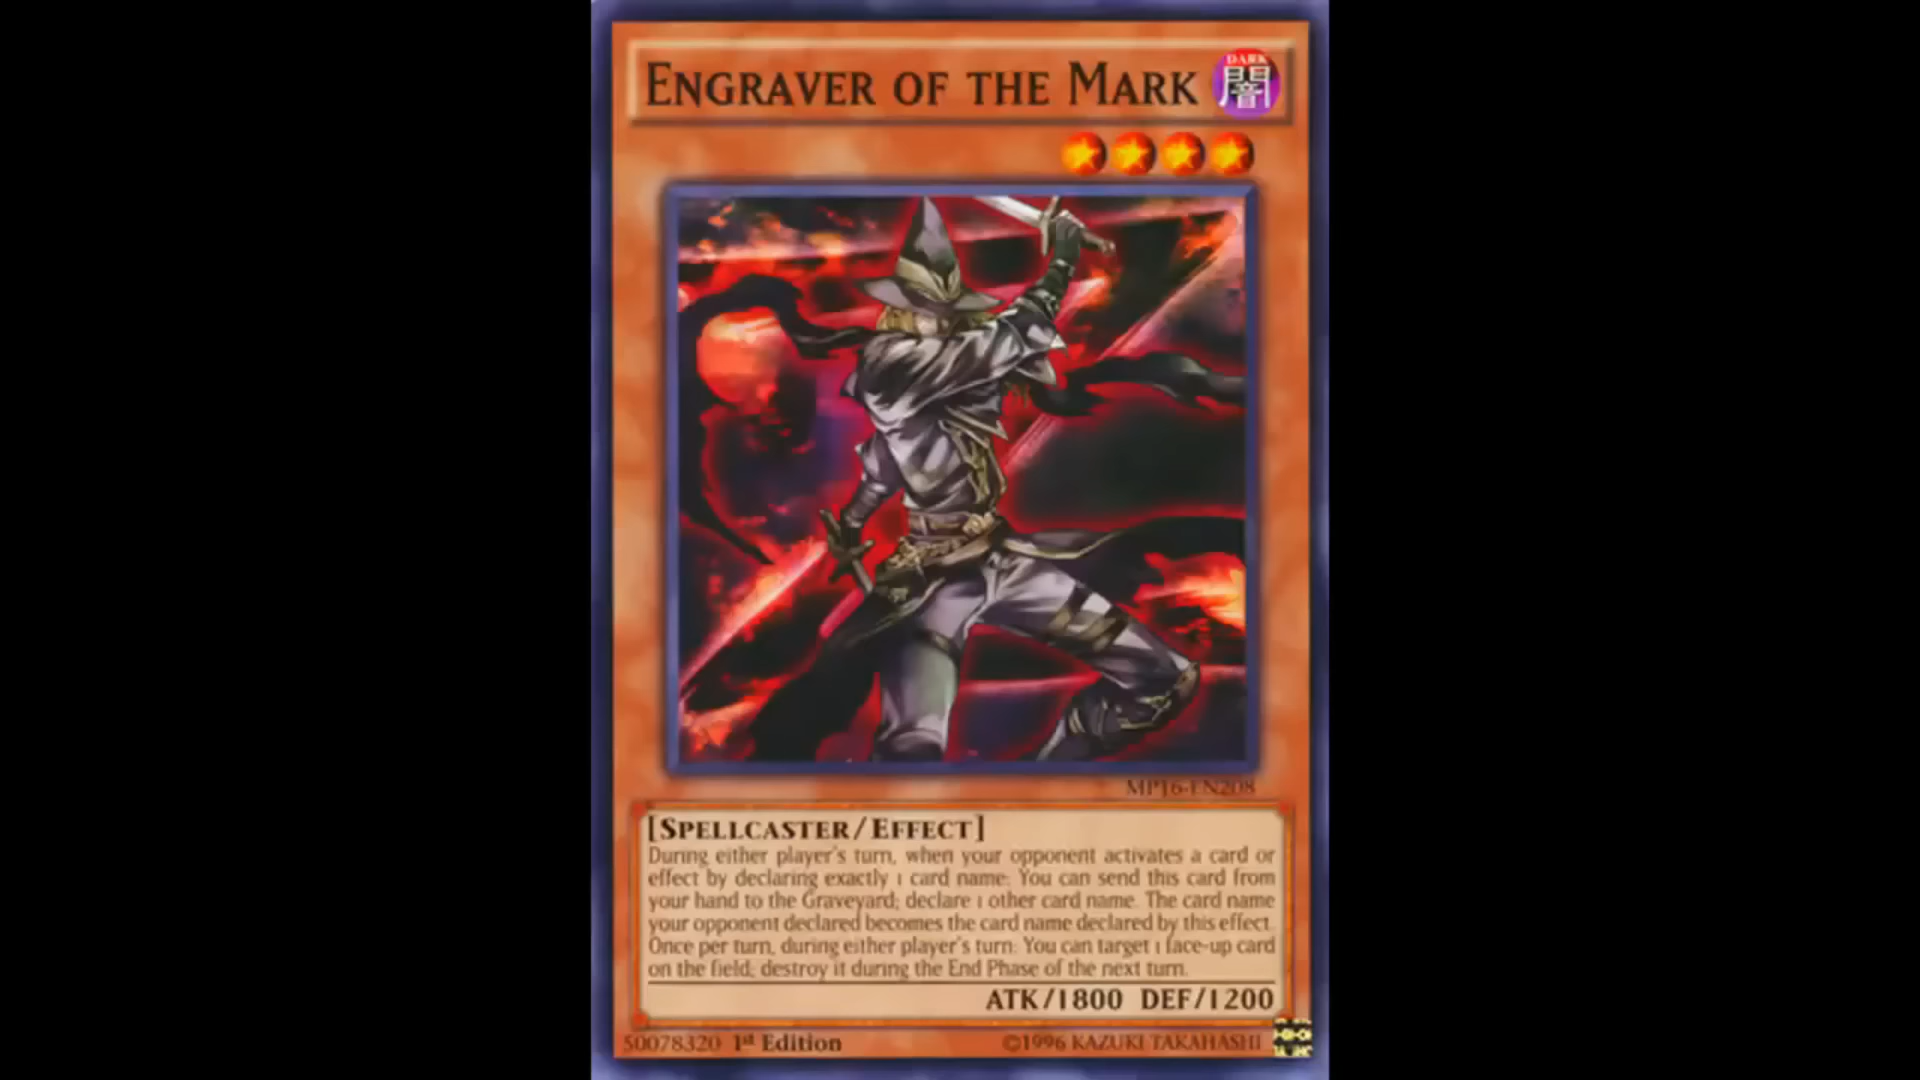 ENGRAVER OF THE MARK
DARK
闇
MP16-EN208
[SPELLCASTER/EFFECT]
During either player's turn, when your opponent activates a card or
effect by declaring exactly 1 card name: You can send this card from
your hand to the Graveyard; declare 1 other card name. The card name
your opponent declared becomes the card name declared by this effect.
Once per turn, during either player's turn: You can target 1 face-up card
on the field; destroy it during the End Phase of the next turn.
ATK/1800 DEF/1200
50078320 1st Edition
©1996 KAZUKI TAKAHASHI